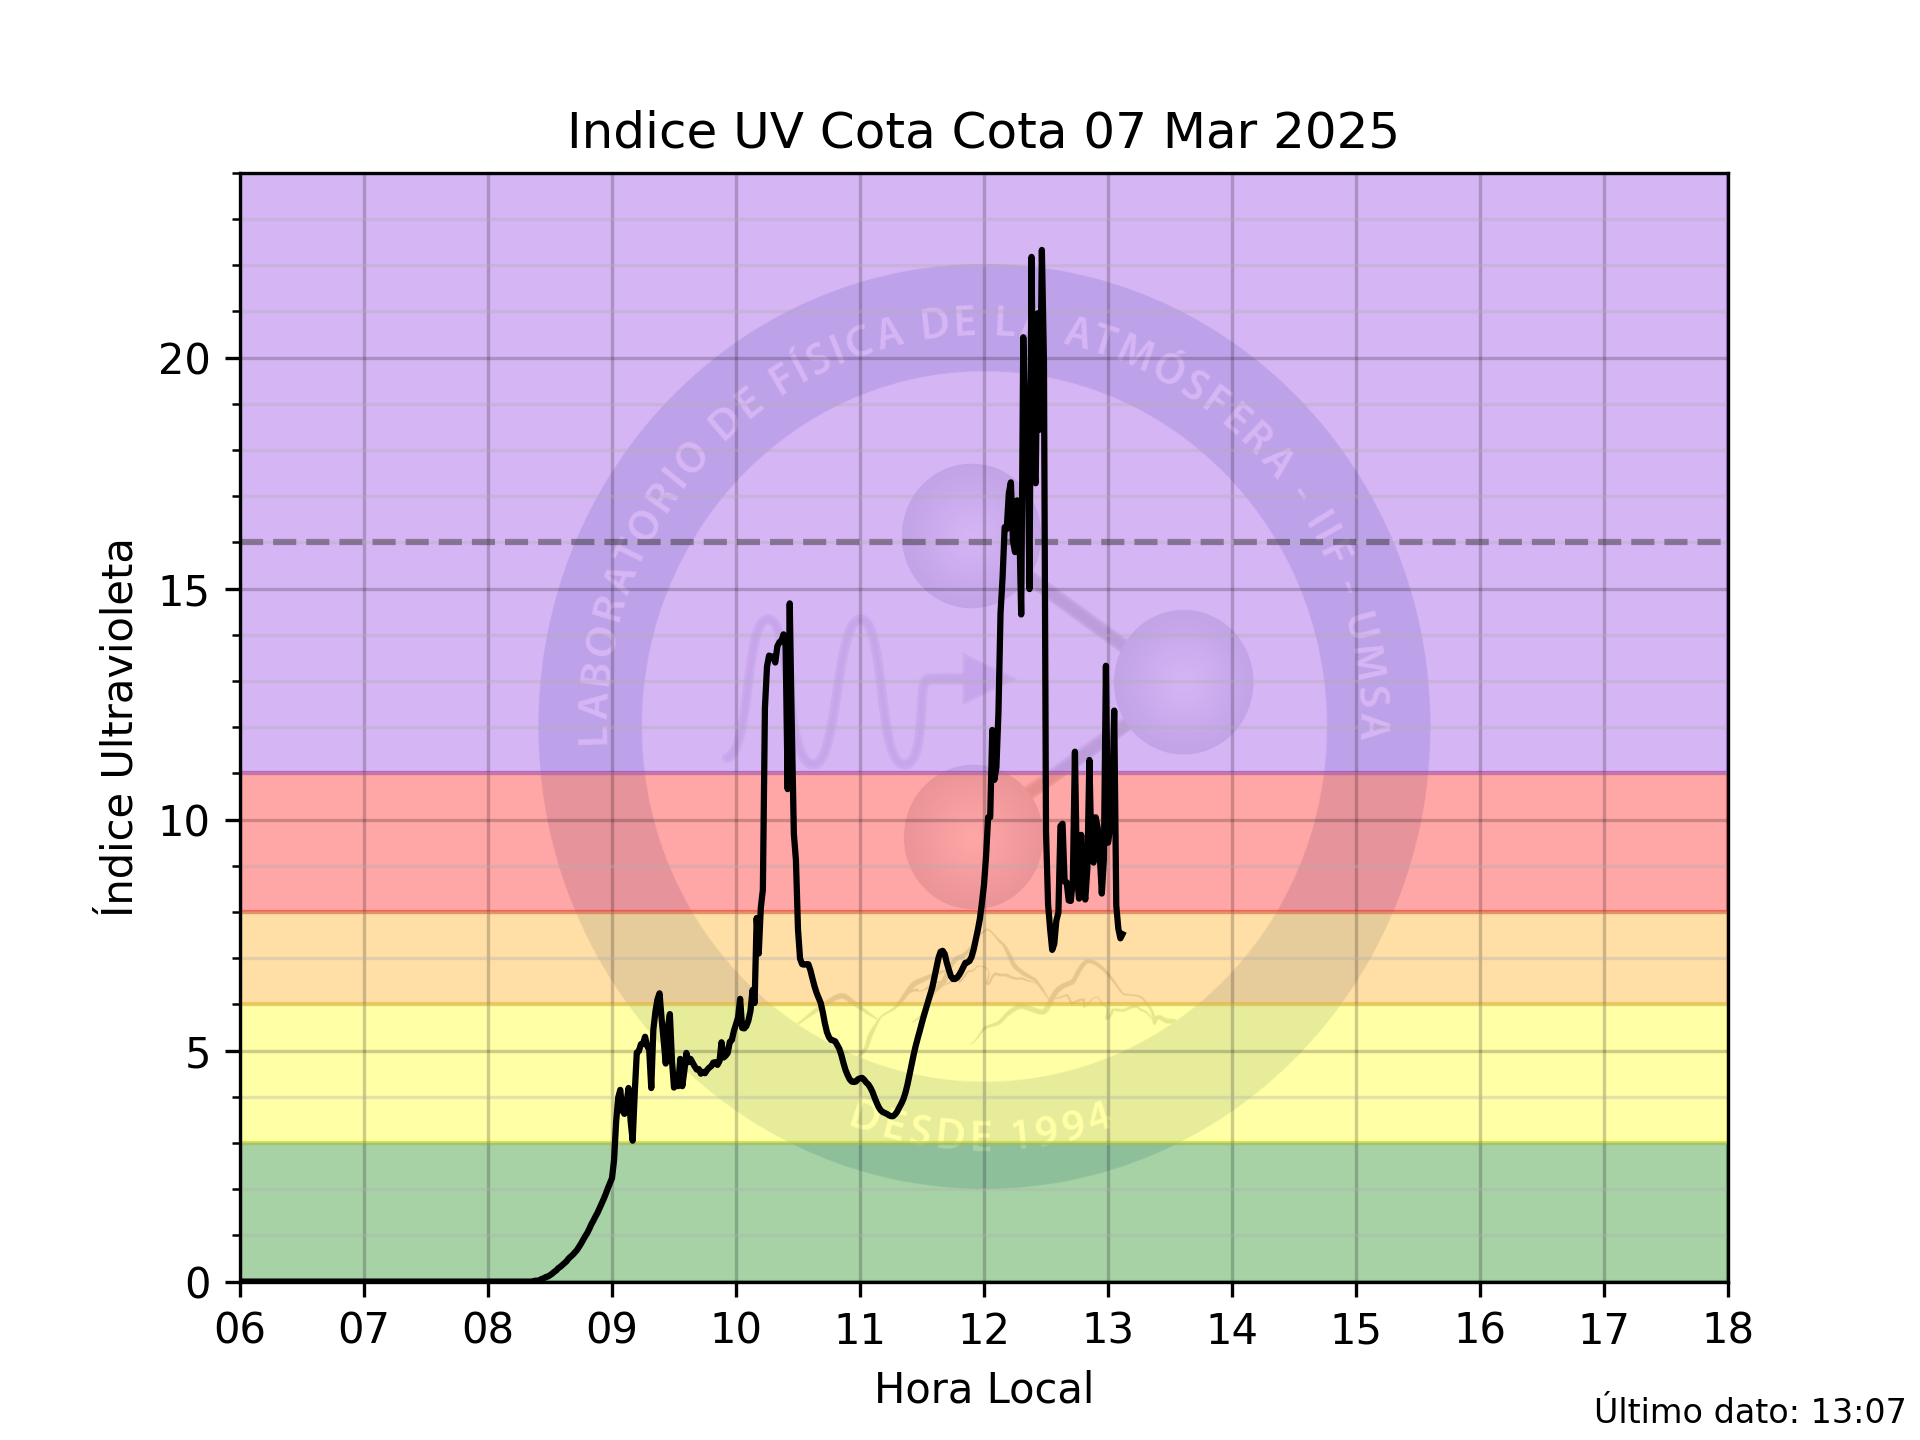 Indice UV Cota Cota 07 Mar 2025
20
15
10
5
0
Índice Ultravioleta
LABORATORIO DE FÍSICA DE LA ATMÓSFERA - IIF - UMSA
DESDE 1994
06 07 08 09 10 11 12 13 14 15 16 17 18
Hora Local
Último dato: 13:07